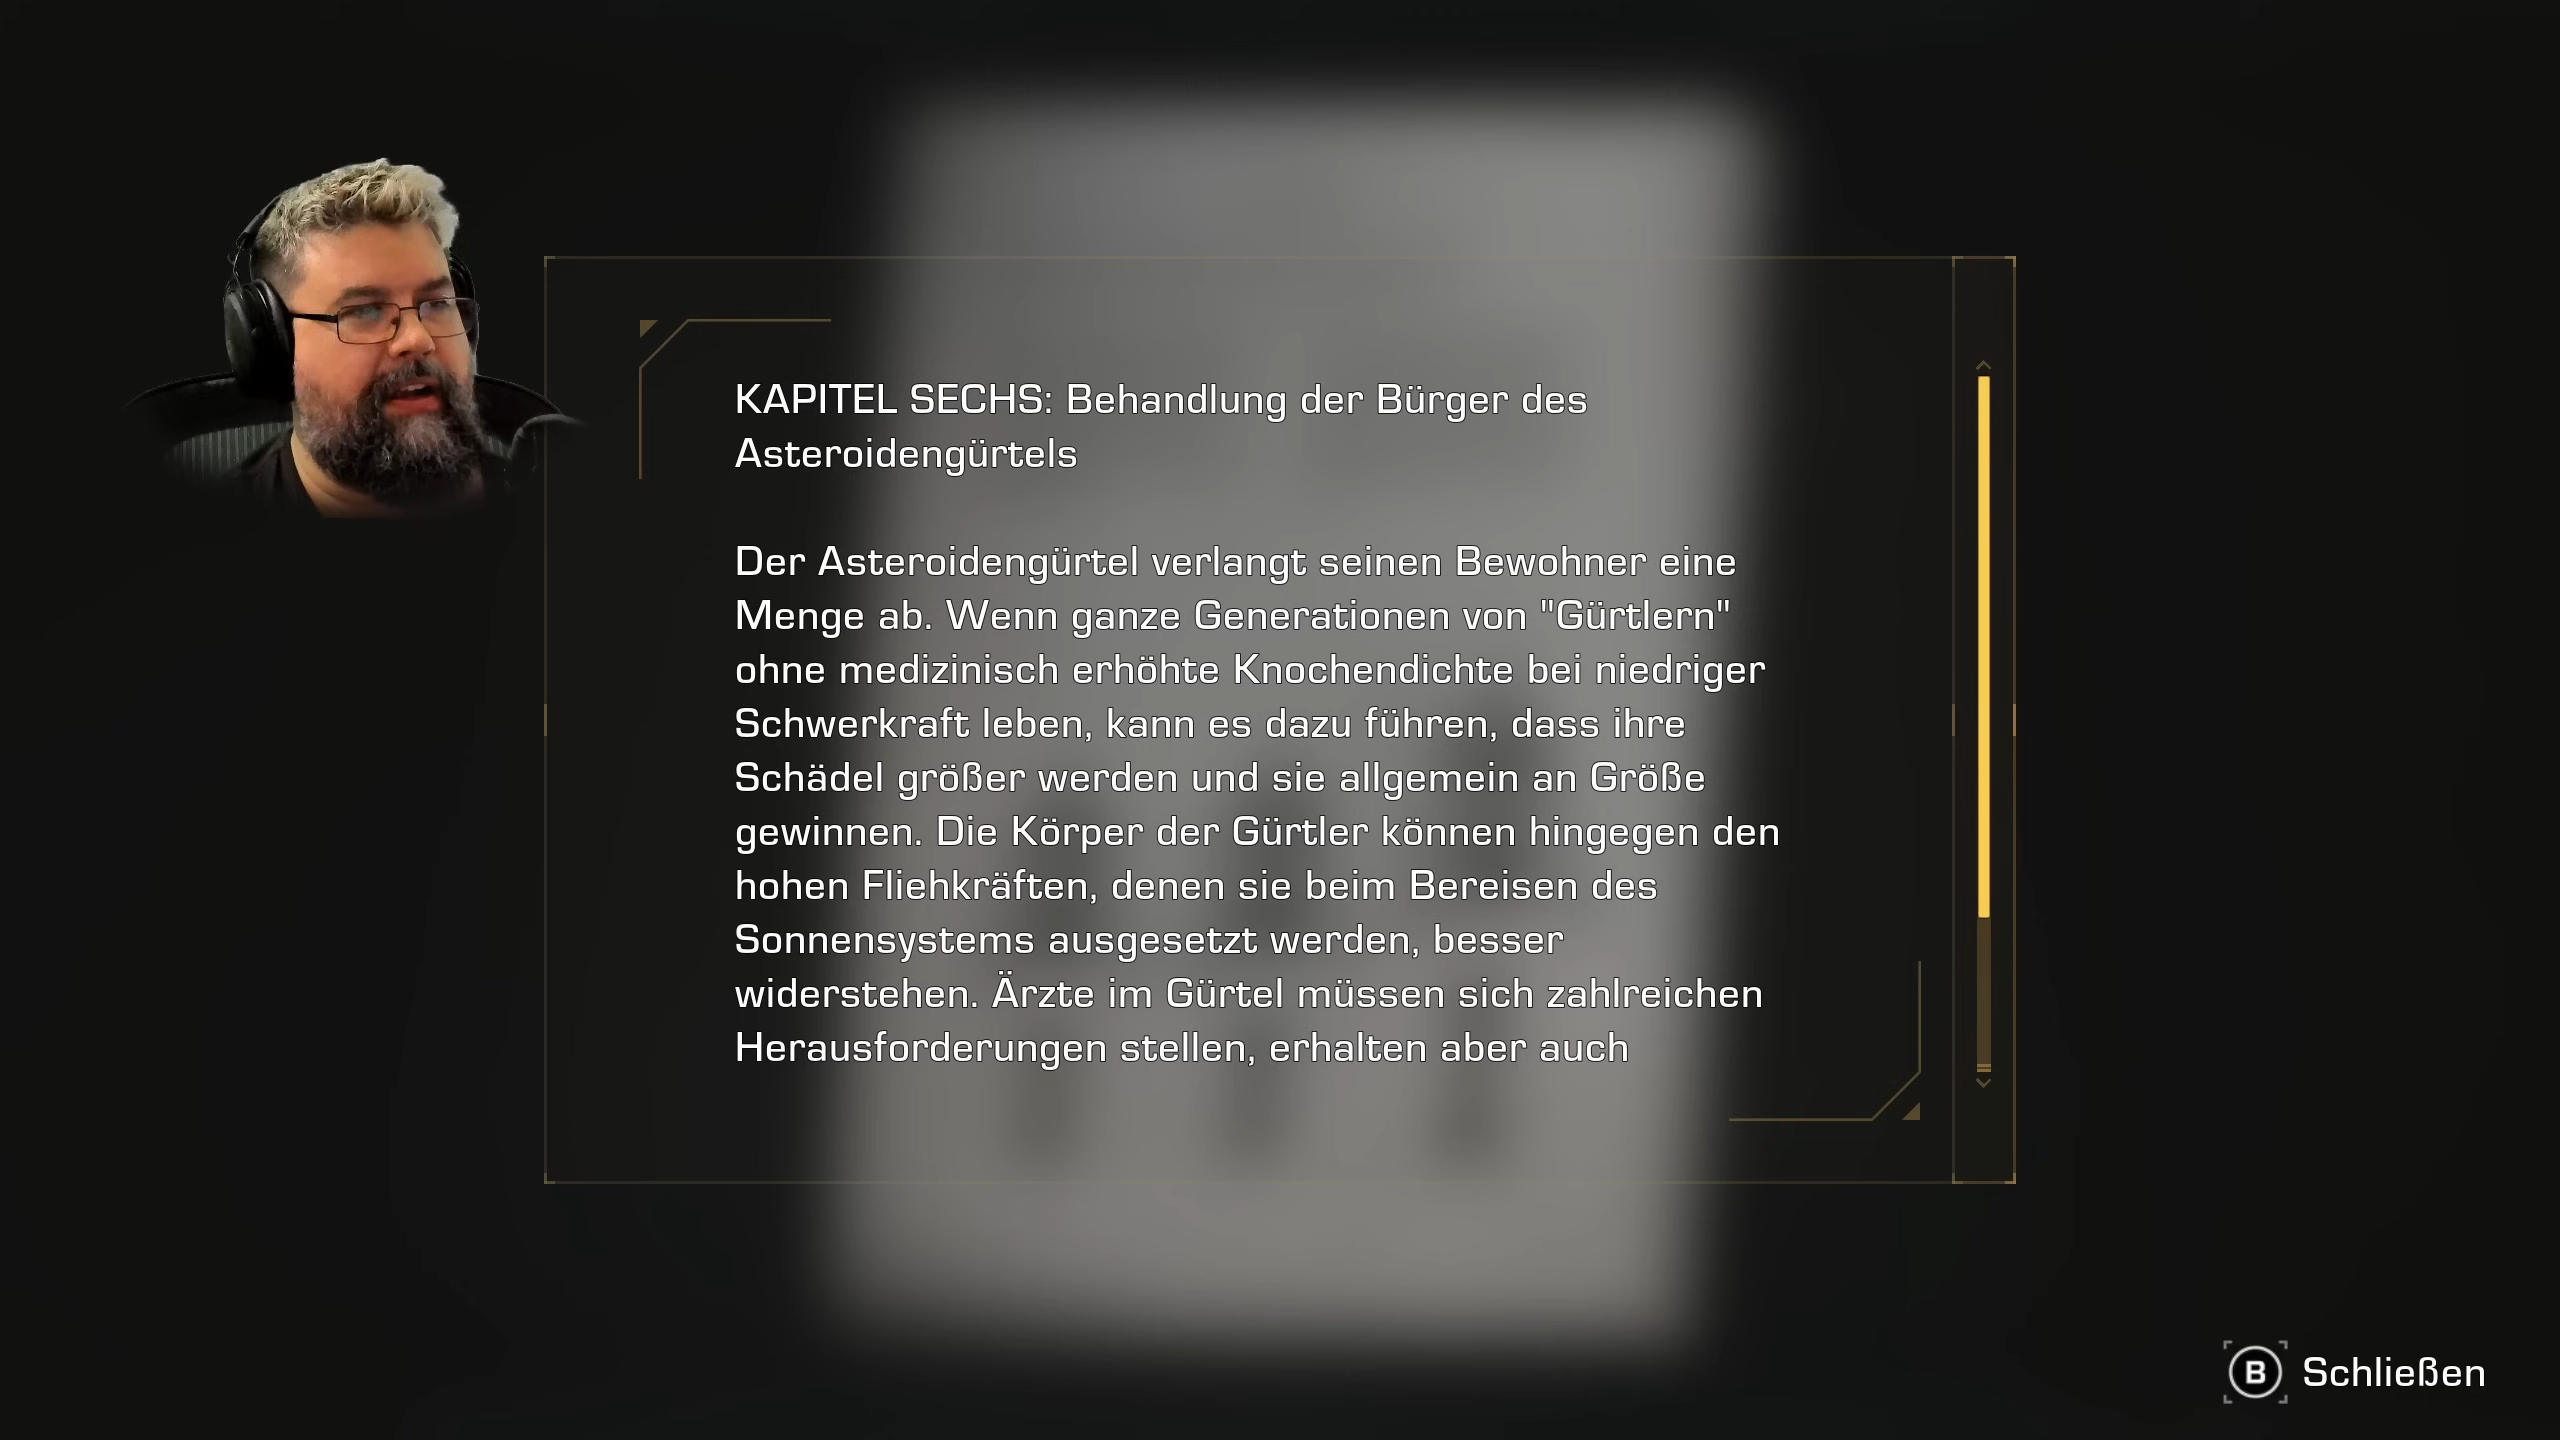 KAPITEL SECHS: Behandlung der Bürger des
Asteroidengürtels
Der Asteroidengürtel verlangt seinen Bewohner eine
Menge ab. Wenn ganze Generationen von "Gürtlern"
ohne medizinisch erhöhte Knochendichte bei niedriger
Schwerkraft leben, kann es dazu führen, dass ihre
Schädel größer werden und sie allgemein an Größe
gewinnen. Die Körper der Gürtler können hingegen den
hohen Fliehkräften, denen sie beim Bereisen des
Sonnensystems ausgesetzt werden, besser
widerstehen. Ärzte im Gürtel müssen sich zahlreichen
Herausforderungen stellen, erhalten aber auch
B Schließen